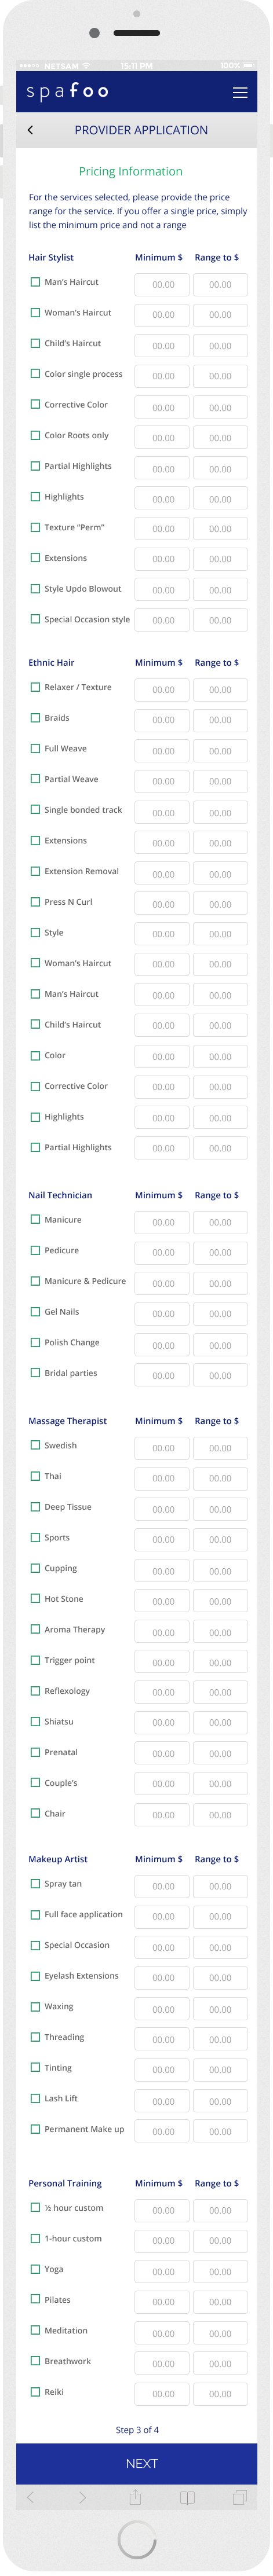 NETSAM 15:11 PM 100%
spafoo
PROVIDER APPLICATION
Pricing Information
For the services selected, please provide the price
range for the service. If you offer a single price, simply
list the minimum price and not a range
Hair Stylist Minimum $ Range to $
Man's Haircut 00.00 00.00
Woman's Haircut 00.00 00.00
Child's Haircut 00.00 00.00
Color single process 00.00 00.00
Corrective Color 00.00 00.00
Color Roots only 00.00 00.00
Partial Highlights 00.00 00.00
Highlights 00.00 00.00
Texture “Perm” 00.00 00.00
Extensions 00.00 00.00
Style Updo Blowout 00.00 00.00
Special Occasion style 00.00 00.00
Ethnic Hair Minimum $ Range to $
Relaxer / Texture 00.00 00.00
Braids 00.00 00.00
Full Weave 00.00 00.00
Partial Weave 00.00 00.00
Single bonded track 00.00 00.00
Extensions 00.00 00.00
Extension Removal 00.00 00.00
Press N Curl 00.00 00.00
Style 00.00 00.00
Woman's Haircut 00.00 00.00
Man's Haircut 00.00 00.00
Child's Haircut 00.00 00.00
Color 00.00 00.00
Corrective Color 00.00 00.00
Highlights 00.00 00.00
Partial Highlights 00.00 00.00
Nail Technician Minimum $ Range to $
Manicure 00.00 00.00
Pedicure 00.00 00.00
Manicure & Pedicure 00.00 00.00
Gel Nails 00.00 00.00
Polish Change 00.00 00.00
Bridal parties 00.00 00.00
Massage Therapist Minimum $ Range to $
Swedish 00.00 00.00
Thai 00.00 00.00
Deep Tissue 00.00 00.00
Sports 00.00 00.00
Cupping 00.00 00.00
Hot Stone 00.00 00.00
Aroma Therapy 00.00 00.00
Trigger point 00.00 00.00
Reflexology 00.00 00.00
Shiatsu 00.00 00.00
Prenatal 00.00 00.00
Couple's 00.00 00.00
Chair 00.00 00.00
Makeup Artist Minimum $ Range to $
Spray tan 00.00 00.00
Full face application 00.00 00.00
Special Occasion 00.00 00.00
Eyelash Extensions 00.00 00.00
Waxing 00.00 00.00
Threading 00.00 00.00
Tinting 00.00 00.00
Lash Lift 00.00 00.00
Permanent Make up 00.00 00.00
Personal Training Minimum $ Range to $
½ hour custom 00.00 00.00
1-hour custom 00.00 00.00
Yoga 00.00 00.00
Pilates 00.00 00.00
Meditation 00.00 00.00
Breathwork 00.00 00.00
Reiki 00.00 00.00
Step 3 of 4
NEXT